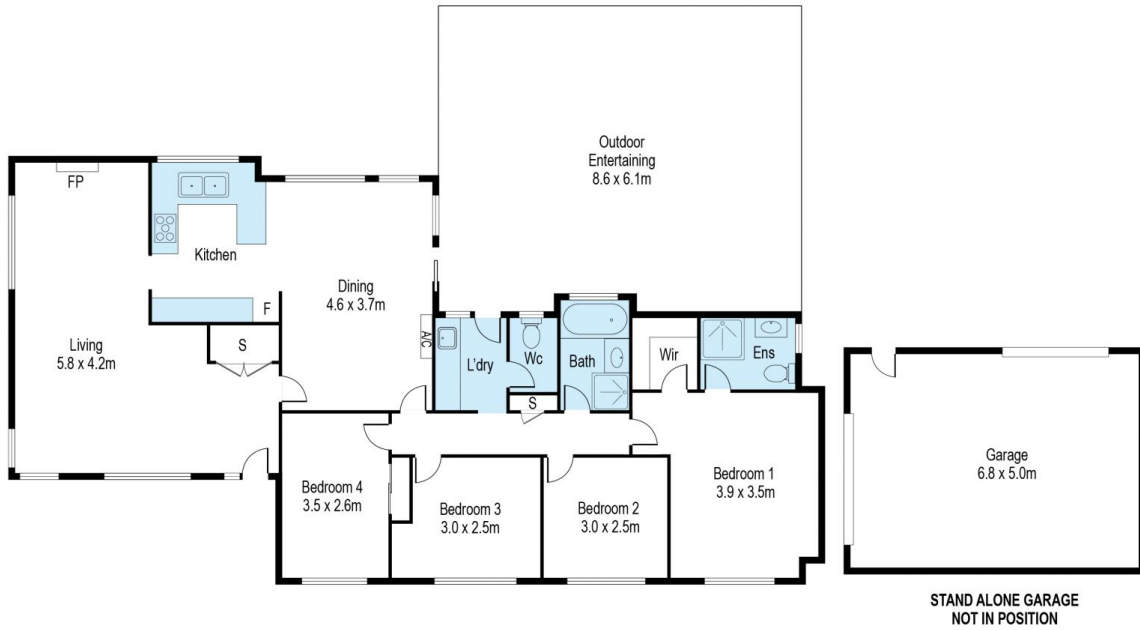 Outdoor
Entertaining
8.6 x 6.1m
FP
Kitchen
F
Dining
4.6 x 3.7m
A/C
Living
5.8 x 4.2m
S
L'dry
Wc
S
Bath
Wir
Ens
Bedroom 4
3.5 x 2.6m
Bedroom 3
3.0 x 2.5m
Bedroom 2
3.0 x 2.5m
Bedroom 1
3.9 x 3.5m
Garage
6.8 x 5.0m
STAND ALONE GARAGE
NOT IN POSITION